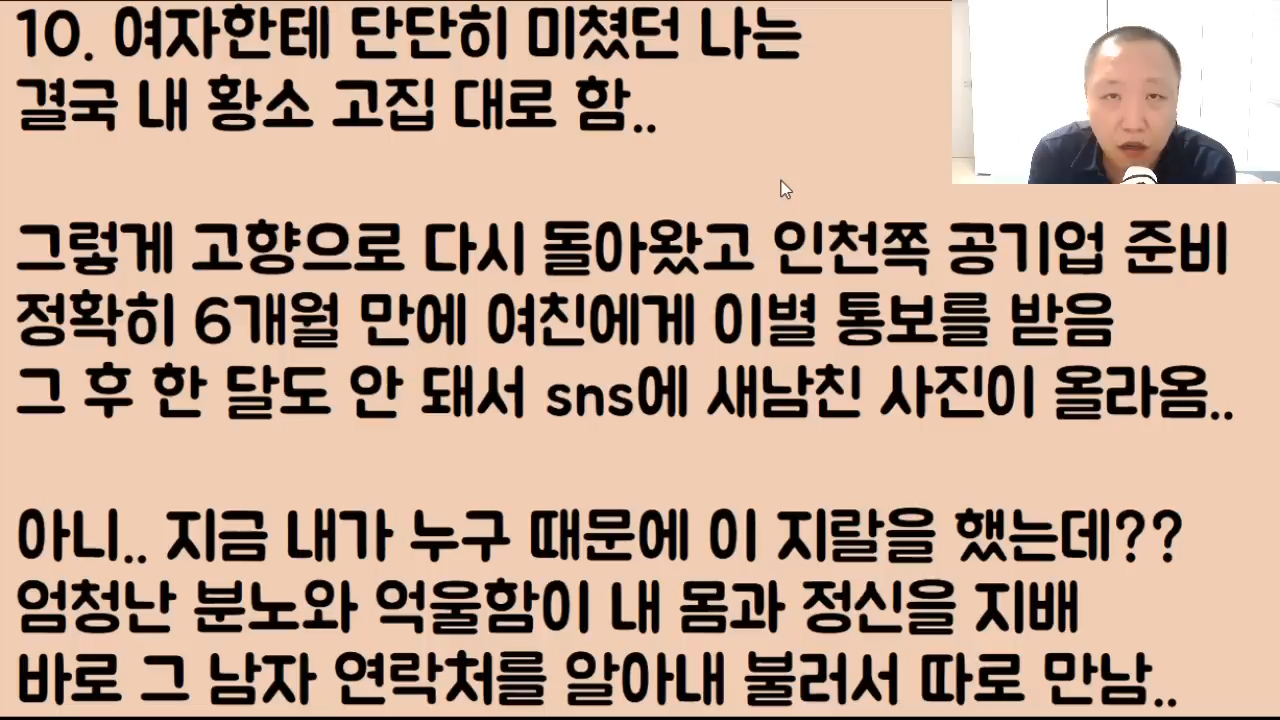 10. 여자한테 단단히 미쳤던 나는
결국 내 황소 고집 대로 함..
그렇게 고향으로 다시 돌아왔고 인천쪽 공기업 준비
정확히 6개월 만에 여친에게 이별 통보를 받음
그 후 한 달도 안 돼서 sns에 새남친 사진이 올라옴..
아니.. 지금 내가 누구 때문에 이 지랄을 했는데??
엄청난 분노와 억울함이 내 몸과 정신을 지배
바로 그 남자 연락처를 알아내 불러서 따로 만남..